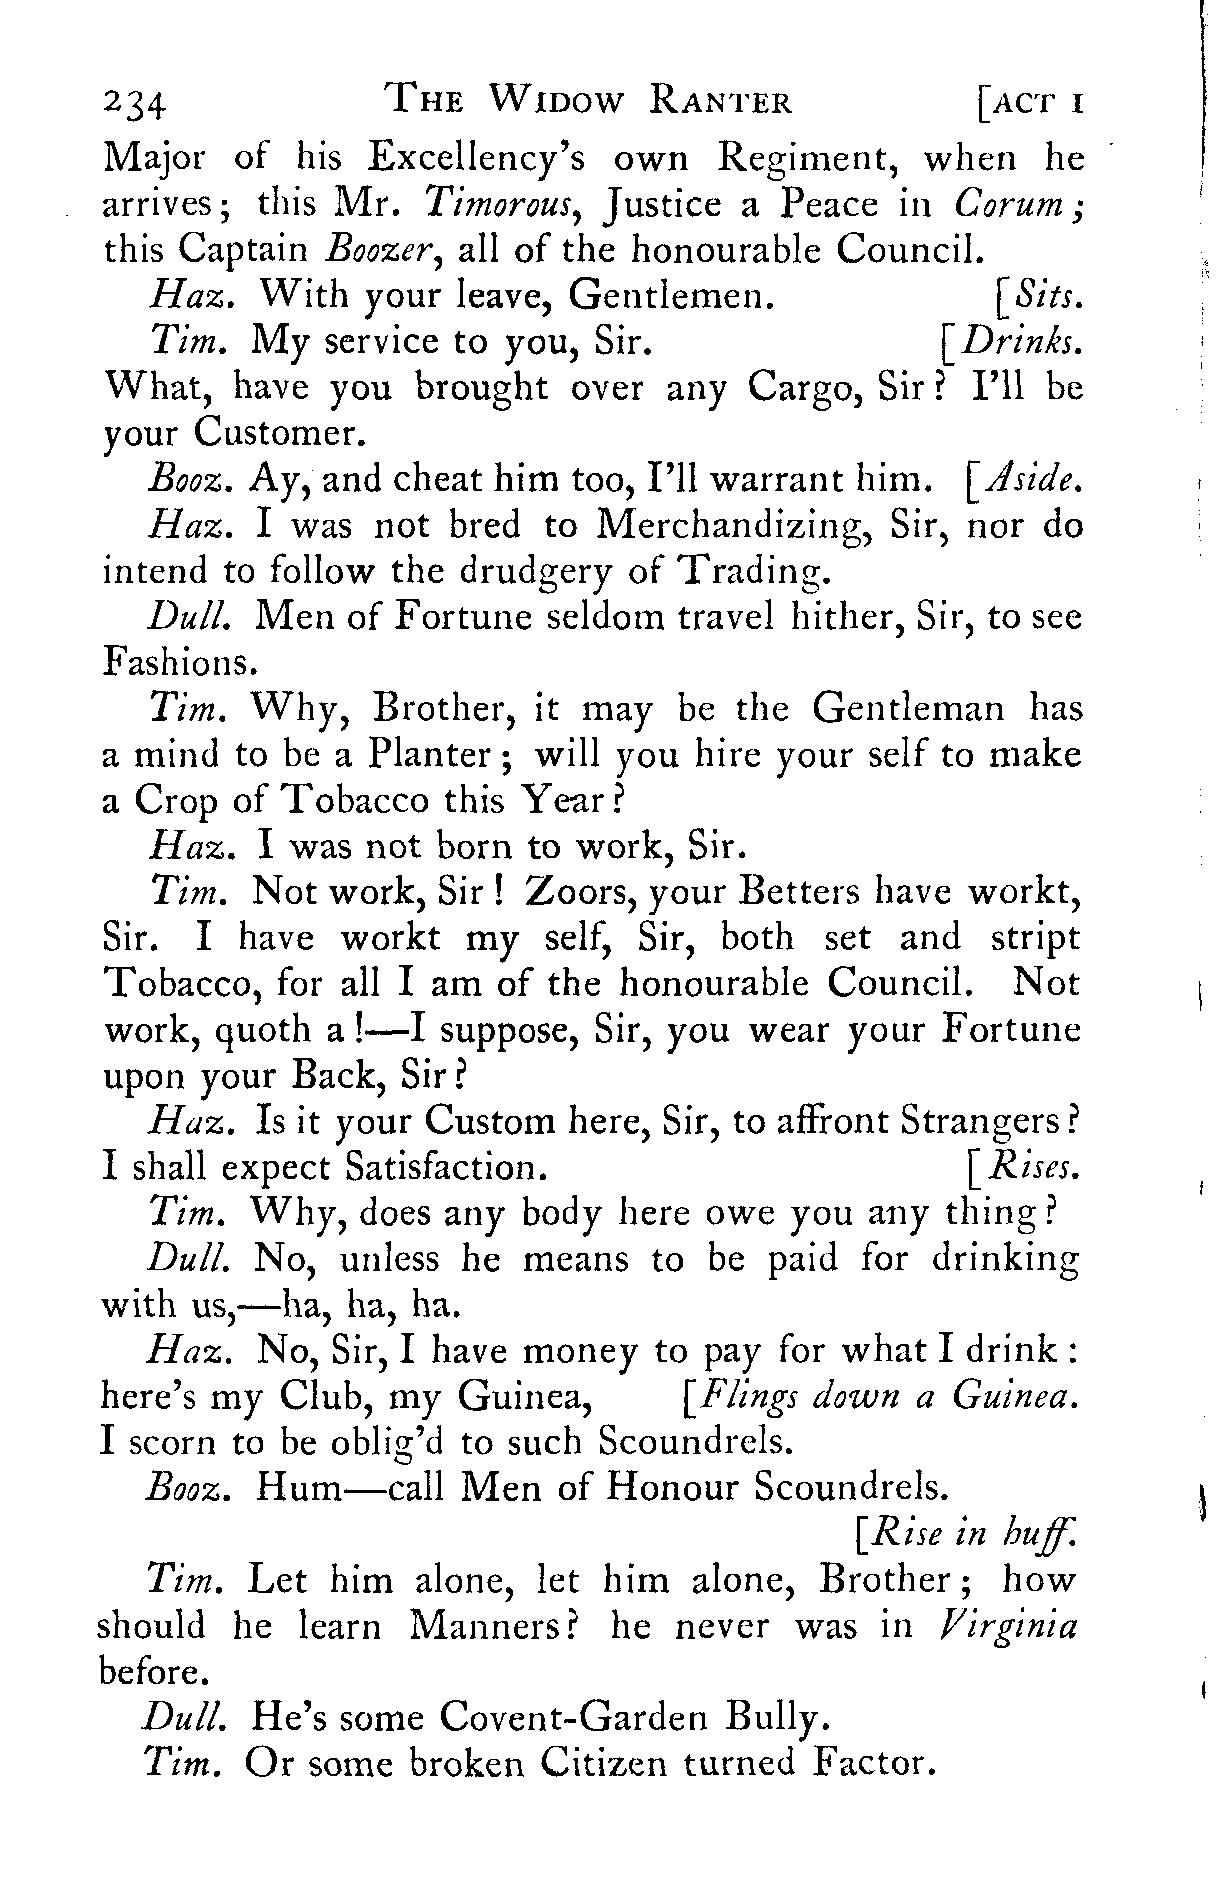 234 THE WIDOW RANTER [ACT I
Major of his Excellency's own Regiment, when he
arrives; this Mr. Timorous, Justice a Peace in Corum;
this Captain Boozer, all of the honourable Council.
Haz. With your leave, Gentlemen. [Sits.
Tim. My service to you, Sir. [Drinks.
What, have you brought over any Cargo, Sir? I'll be
your Customer.
Booz. Ay, and cheat him too, I'll warrant him. [Aside.
Haz. I was not bred to Merchandizing, Sir, nor do
intend to follow the drudgery of Trading.
Dull. Men of Fortune seldom travel hither, Sir, to see
Fashions.
Tim. Why, Brother, it may be the Gentleman has
a mind to be a Planter; will you hire your self to make
a Crop of Tobacco this Year?
Haz. I was not born to work, Sir.
Tim. Not work, Sir! Zoors, your Betters have workt,
Sir. I have workt my self, Sir, both set and stript
Tobacco, for all I am of the honourable Council. Not
work, quoth a!—I suppose, Sir, you wear your Fortune
upon your Back, Sir?
Haz. Is it your Custom here, Sir, to affront Strangers?
I shall expect Satisfaction. [Rises.
Tim. Why, does any body here owe you any thing?
Dull. No, unless he means to be paid for drinking
with us,—ha, ha, ha.
Haz. No, Sir, I have money to pay for what I drink:
here's my Club, my Guinea, [Flings down a Guinea.
I scorn to be oblig'd to such Scoundrels.
Booz. Hum—call Men of Honour Scoundrels.
[Rise in huff.
Tim. Let him alone, let him alone, Brother; how
should he learn Manners? he never was in Virginia
before.
Dull. He's some Covent-Garden Bully.
Tim. Or some broken Citizen turned Factor.